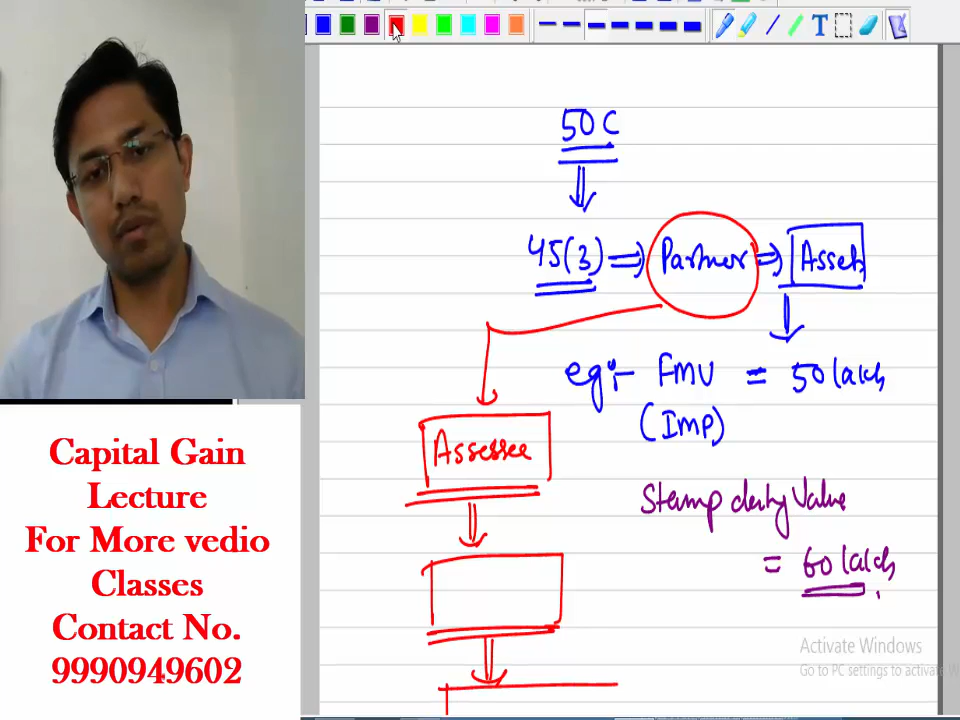 50C
45(3) ⇒ Partner ⇒ Asset
eg:- FMV = 50 lakh
(Imp)
Assessee
Stamp duty Value
= 60 lakh
Capital Gain
Lecture
For More vedio
Classes
Contact No.
9990949602
Activate Windows
Go to PC settings to activate W
T